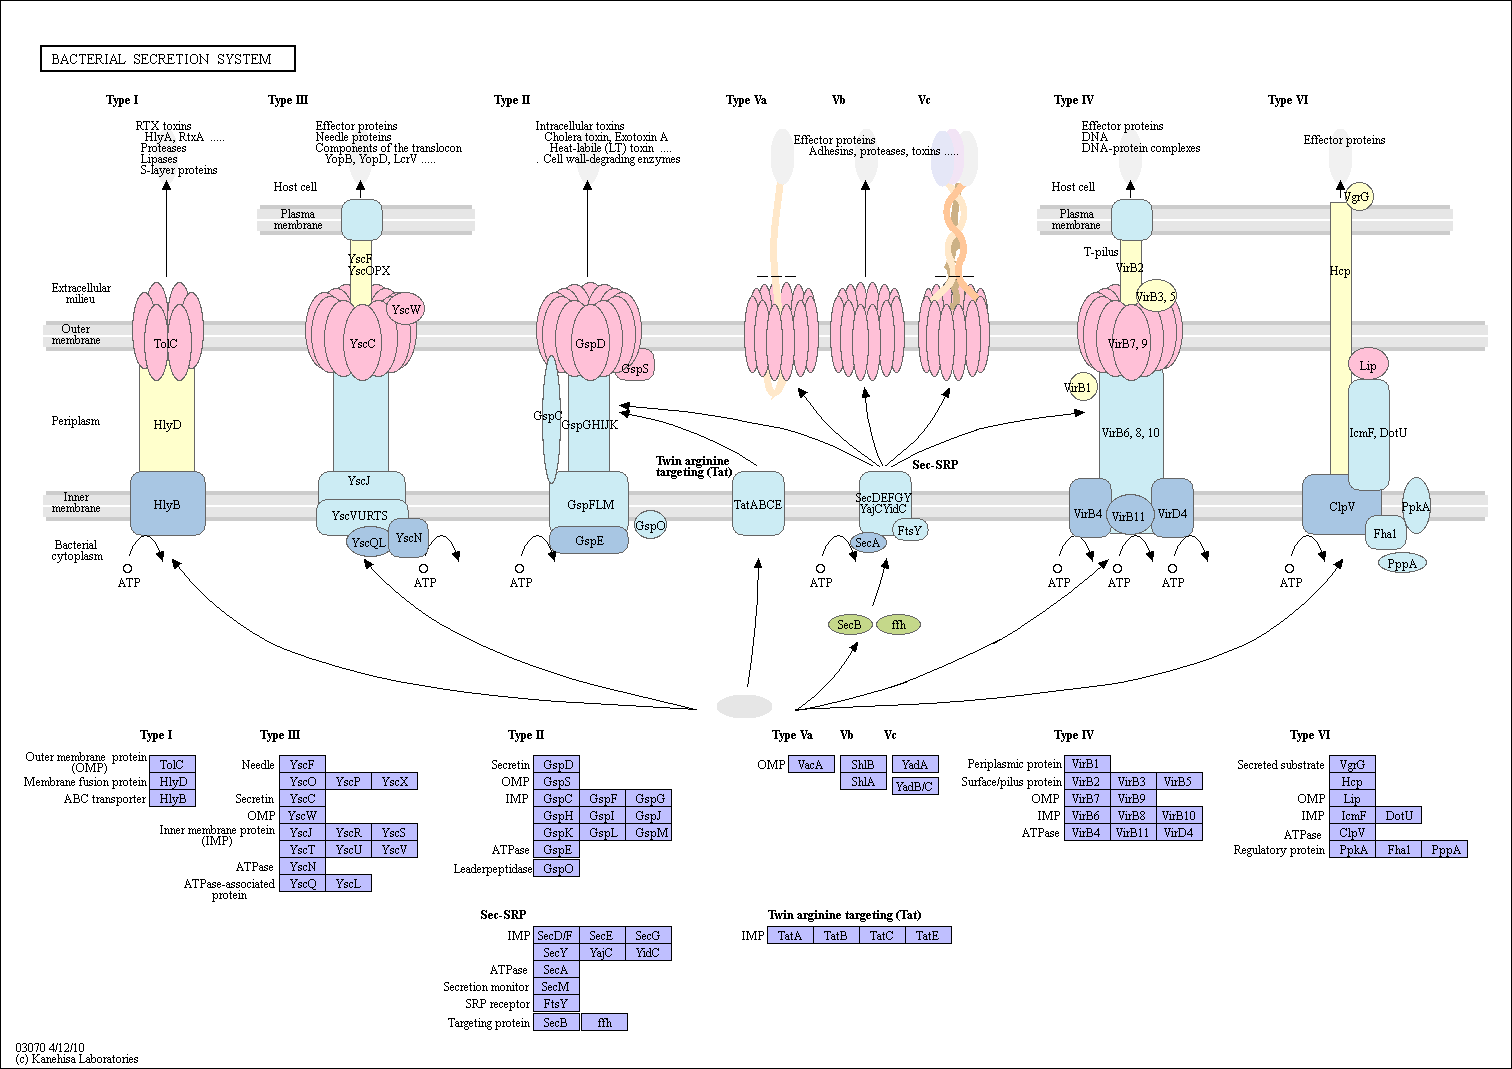 BACTERIAL SECRETION SYSTEM
Type I
Type III
Type II
Type Va
Vb
Vc
Type IV
Type VI
RTX toxins
HlyA, RtxA .....
Proteases
Lipases
S-layer proteins
Effector proteins
Needle proteins
Components of the translocon
YopB, YopD, LcrV .....
Intracellular toxins
Cholera toxin, Exotoxin A
Heat-labile (LT) toxin ....
. Cell wall-degrading enzymes
Effector proteins
Adhesins, proteases, toxins .....
Effector proteins
DNA
DNA-protein complexes
Effector proteins
Host cell
Plasma
membrane
Host cell
Plasma
membrane
VgrG
YscF
YscOPX
T-pilus
VirB2
Hcp
Extracellular
milieu
YscW
VirB3, 5
Outer
membrane
TolC
YscC
GspD
GspS
VirB7, 9
Lip
VirB1
Periplasm
HlyD
GspC
GspGHIJK
VirB6, 8, 10
IcmF, DotU
Twin arginine
targeting (Tat)
Sec-SRP
Inner
membrane
HlyB
YscJ
YscVURTS
GspFLM
TatABCE
SecDEFGY
YajCYidC
FtsY
VirB4
VirB11
VirD4
ClpV
PpkA
Bacterial
cytoplasm
YscQL
YscN
GspE
GspO
SecA
Fha1
PppA
ATP
ATP
ATP
ATP
ATP
ATP
ATP
ATP
SecB
ffh
Type I
Outer membrane protein
(OMP)
TolC
Membrane fusion protein
HlyD
ABC transporter
HlyB
Type III
Needle
YscF
YscO YscP YscX
Secretin
YscC
OMP
YscW
Inner membrane protein
(IMP)
YscJ YscR YscS
YscT YscU YscV
ATPase
YscN
ATPase-associated
protein
YscQ YscL
Type II
Secretin
GspD
OMP
GspS
IMP
GspC GspF GspG
GspH GspI GspJ
GspK GspL GspM
ATPase
GspE
Leaderpeptidase
GspO
Type Va
Vb
Vc
OMP
VacA
ShlB
ShlA
YadA
YadB/C
Type IV
Periplasmic protein
VirB1
Surface/pilus protein
VirB2 VirB3 VirB5
OMP
VirB7 VirB9
IMP
VirB6 VirB8 VirB10
ATPase
VirB4 VirB11 VirD4
Type VI
Secreted substrate
VgrG
Hcp
OMP
Lip
IMP
IcmF DotU
ATPase
ClpV
Regulatory protein
PpkA Fha1 PppA
Sec-SRP
IMP
SecD/F SecE SecG
SecY YajC YidC
ATPase
SecA
Secretion monitor
SecM
SRP receptor
FtsY
Targeting protein
SecB ffh
Twin arginine targeting (Tat)
IMP
TatA TatB TatC TatE
03070 4/12/10
(c) Kanehisa Laboratories